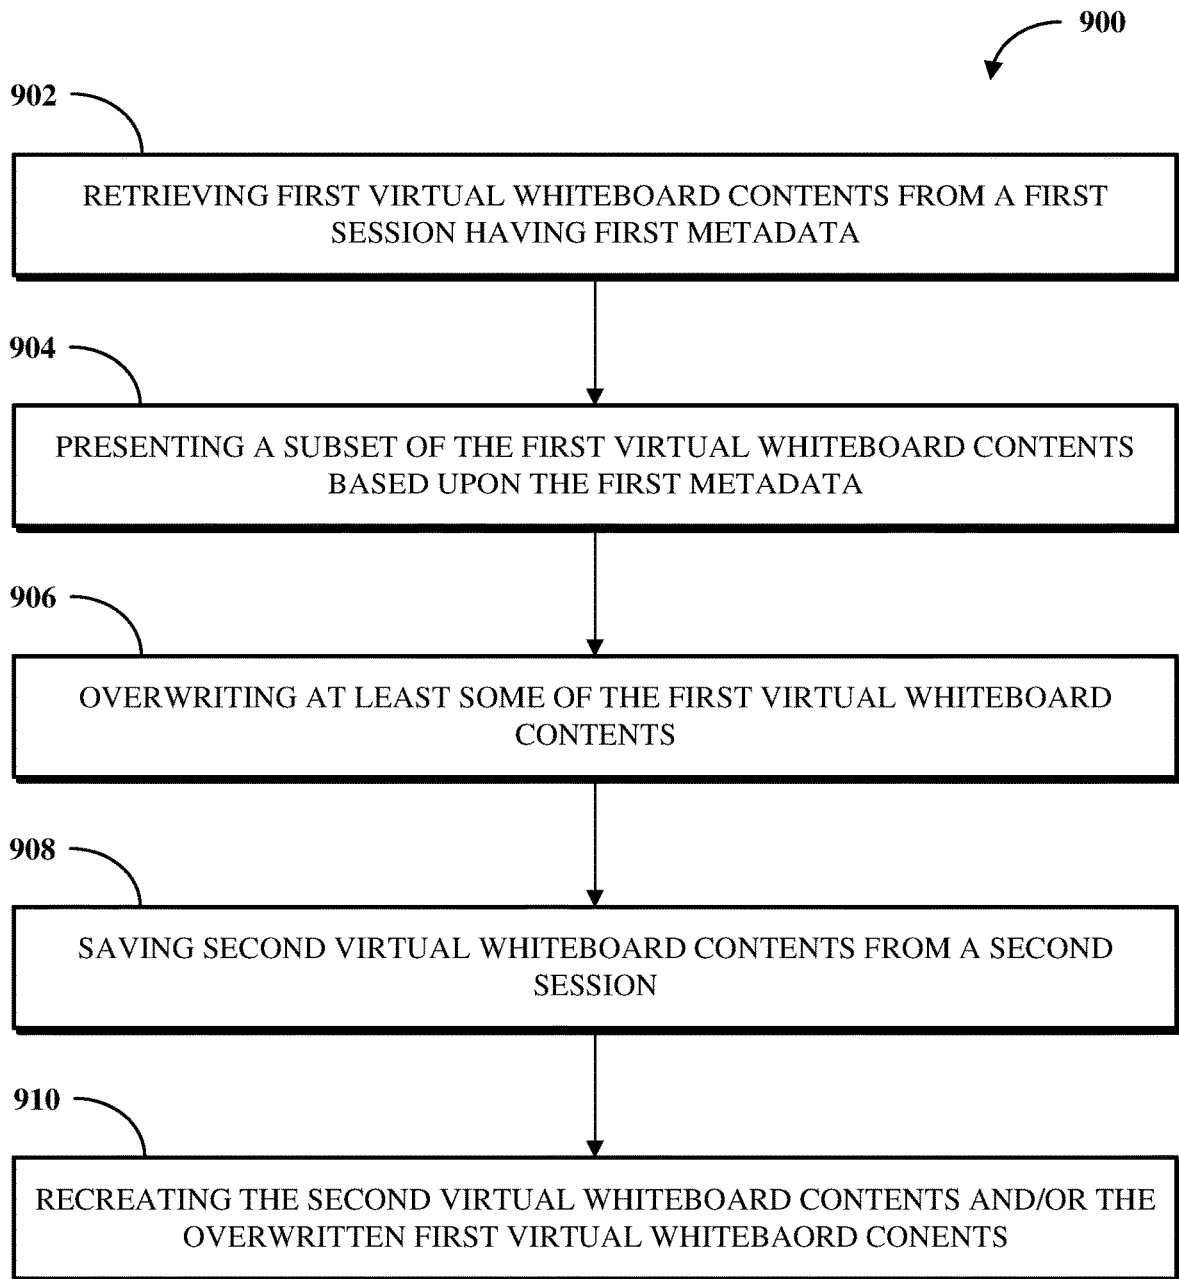 900
902
RETRIEVING FIRST VIRTUAL WHITEBOARD CONTENTS FROM A FIRST
SESSION HAVING FIRST METADATA
904
PRESENTING A SUBSET OF THE FIRST VIRTUAL WHITEBOARD CONTENTS
BASED UPON THE FIRST METADATA
906
OVERWRITING AT LEAST SOME OF THE FIRST VIRTUAL WHITEBOARD
CONTENTS
908
SAVING SECOND VIRTUAL WHITEBOARD CONTENTS FROM A SECOND
SESSION
910
RECREATING THE SECOND VIRTUAL WHITEBOARD CONTENTS AND/OR THE
OVERWRITTEN FIRST VIRTUAL WHITEBAORD CONENTS